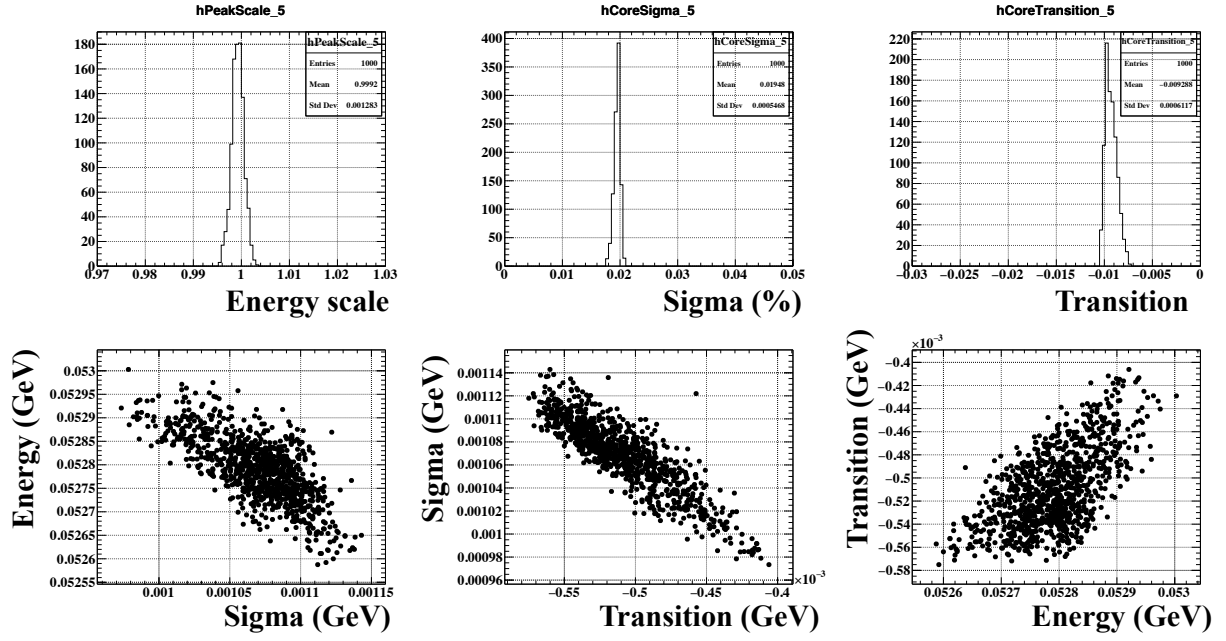 hPeakScale_5
hPeakScale_5
Entries 1000
Mean 0.9992
Std Dev 0.001283
180
160
140
120
100
80
60
40
20
0
0.97 0.98 0.99 1 1.01 1.02 1.03
Energy scale
hCoreSigma_5
hCoreSigma_5
Entries 1000
Mean 0.01948
Std Dev 0.0005468
400
350
300
250
200
150
100
50
0
0 0.01 0.02 0.03 0.04 0.05
Sigma (%)
hCoreTransition_5
hCoreTransition_5
Entries 1000
Mean −0.009288
Std Dev 0.0006117
220
200
180
160
140
120
100
80
60
40
20
0
−0.03 −0.025 −0.02 −0.015 −0.01 −0.005 0
Transition
Energy (GeV)
0.053
0.05295
0.0529
0.05285
0.0528
0.05275
0.0527
0.05265
0.0526
0.05255
0.001 0.00105 0.0011 0.00115
Sigma (GeV)
Sigma (GeV)
0.00114
0.00112
0.0011
0.00108
0.00106
0.00104
0.00102
0.001
0.00098
0.00096
−0.55 −0.5 −0.45 −0.4
×10⁻³
Transition (GeV)
Transition (GeV)
×10⁻³
−0.4
−0.42
−0.44
−0.46
−0.48
−0.5
−0.52
−0.54
−0.56
−0.58
0.0526 0.0527 0.0528 0.0529 0.053
Energy (GeV)